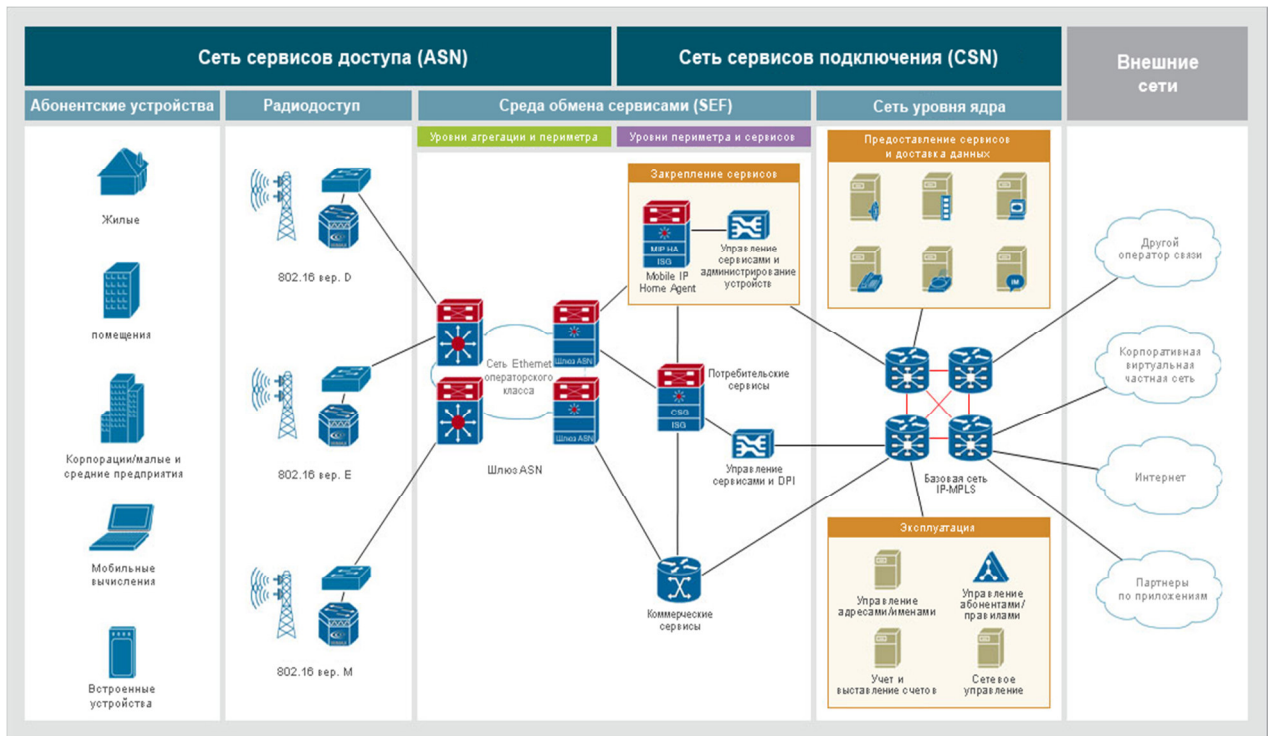 Сеть сервисов доступа (ASN)
Сеть сервисов подключения (CSN)
Внешние
сети
Абонентские устройства
Радиодоступ
Среда обмена сервисами (SEF)
Сеть уровня ядра
Уровни агрегации и периметра
Уровни периметра и сервисов
Жилые
помещения
Корпорации/малые и
средние предприятия
Мобильные
вычисления
Встроенные
устройства
802.16 вер. D
802.16 вер. E
802.16 вер. M
Сеть Ethernet
операторского
класса
Шлюз ASN
Шлюз ASN
Шлюз ASN
Закрепление сервисов
MIP HA
ISG
Mobile IP
Home Agent
Управление
сервисами и
администрирование
устройств
Потребительские
сервисы
CSG
ISG
Управление
сервисами и DPI
Коммерческие
сервисы
Предоставление сервисов
и доставка данных
IM
Базовая сеть
IP-MPLS
Эксплуатация
Управление
адресами/именами
Управление
абонентами/
правилами
Учет и
выставление счетов
Сетевое
управление
Другой
оператор связи
Корпоративная
виртуальная
частная сеть
Интернет
Партнеры
по приложениям